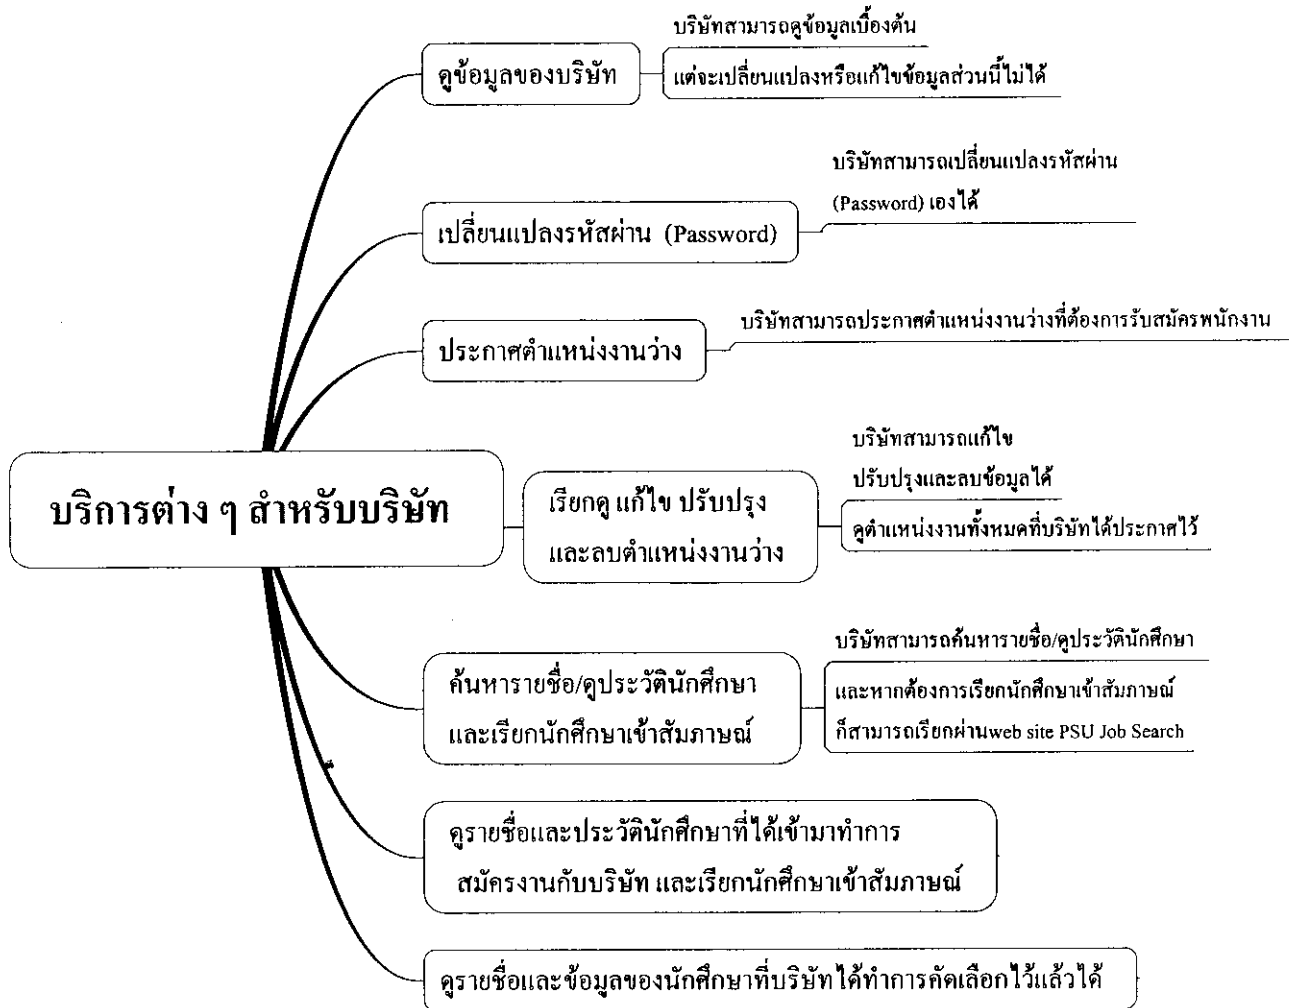 บริษัทสามารถดูข้อมูลเบื้องต้น
ดูข้อมูลของบริษัท
แต่จะเปลี่ยนแปลงหรือแก้ไขข้อมูลส่วนนี้ไม่ได้
บริษัทสามารถเปลี่ยนแปลงรหัสผ่าน
(Password) เองได้
เปลี่ยนแปลงรหัสผ่าน (Password)
บริษัทสามารถประกาศตำแหน่งงานว่างที่ต้องการรับสมัครพนักงาน
ประกาศตำแหน่งงานว่าง
บริการต่าง ๆ สำหรับบริษัท
บริษัทสามารถแก้ไข
ปรับปรุงและลบข้อมูลได้
เรียกดู แก้ไข ปรับปรุง
และลบตำแหน่งงานว่าง
ดูตำแหน่งงานทั้งหมดที่บริษัทได้ประกาศไว้
บริษัทสามารถค้นหารายชื่อ/ดูประวัตินักศึกษา
ค้นหารายชื่อ/ดูประวัตินักศึกษา
และเรียกนักศึกษาเข้าสัมภาษณ์
และหากต้องการเรียกนักศึกษาเข้าสัมภาษณ์
ก็สามารถเรียกผ่านweb site PSU Job Search
ดูรายชื่อและประวัตินักศึกษาที่ได้เข้ามาทำการ
สมัครงานกับบริษัท และเรียกนักศึกษาเข้าสัมภาษณ์
ดูรายชื่อและข้อมูลของนักศึกษาที่บริษัทได้ทำการคัดเลือกไว้แล้วได้